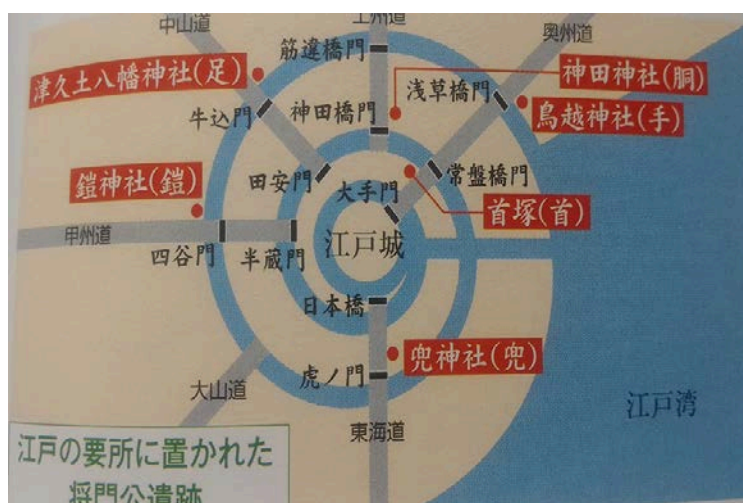 中山道
上州道
奥州道
筋違橋門
津久土八幡神社(足)
神田神社(胴)
浅草橋門
牛込門
神田橋門
鳥越神社(手)
鎧神社(鎧)
田安門
大手門
常盤橋門
首塚(首)
甲州道
四谷門
半蔵門
江戸城
日本橋
兜神社(兜)
虎ノ門
大山道
東海道
江戸湾
江戸の要所に置かれた
将門公遺跡